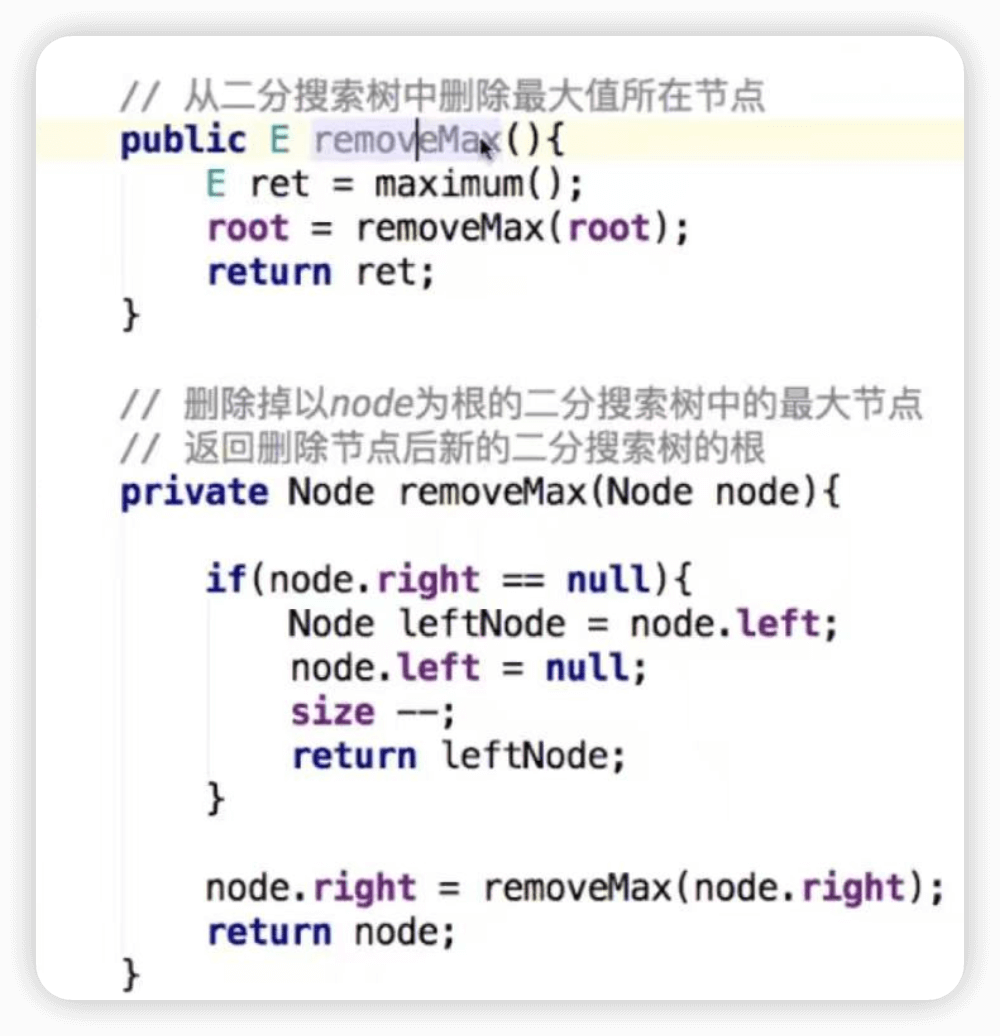 // 从二分搜索树中删除最大值所在节点
public E removeMax(){
E ret = maximum();
root = removeMax(root);
return ret;
}
// 删除掉以node为根的二分搜索树中的最大节点
// 返回删除节点后新的二分搜索树的根
private Node removeMax(Node node){
if(node.right == null){
Node leftNode = node.left;
node.left = null;
size --;
return leftNode;
}
node.right = removeMax(node.right);
return node;
}